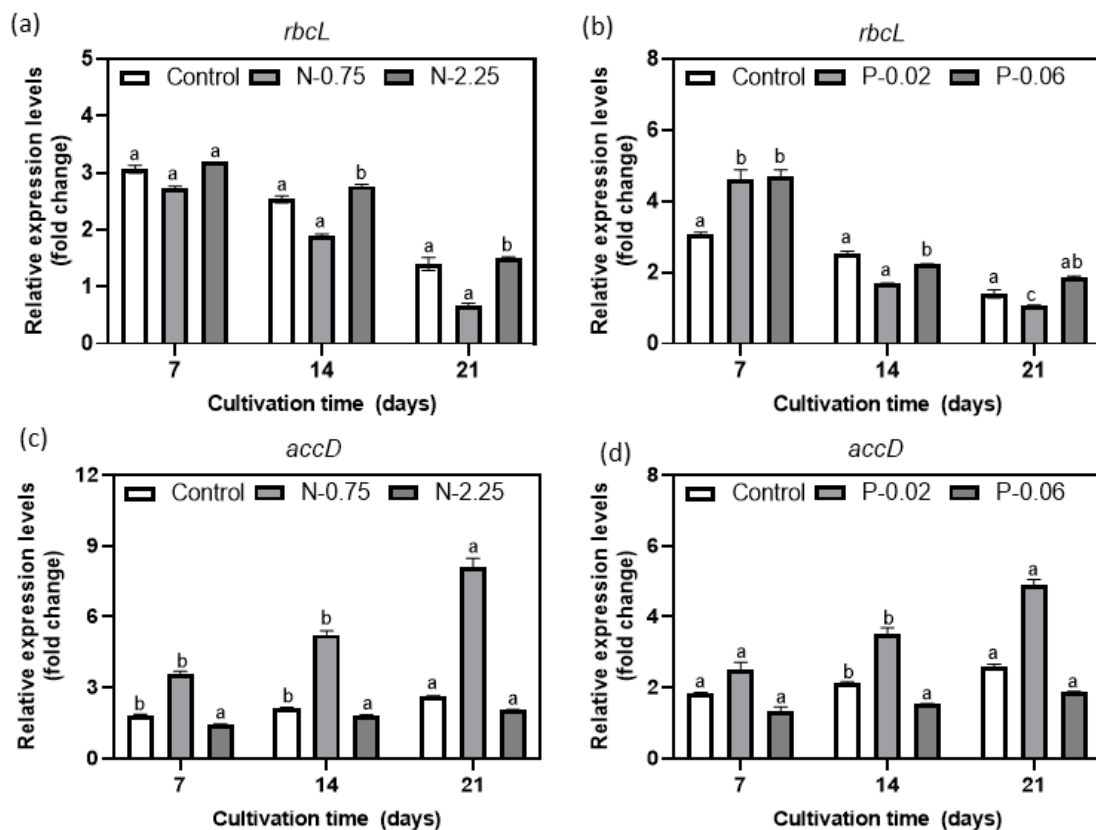 (a)
rbcL
Control N-0.75 N-2.25
Relative expression levels
(fold change)
5
4
3
2
1
0
a a a
a a b
a a b
7 14 21
Cultivation time (days)
(b)
rbcL
Control P-0.02 P-0.06
Relative expression levels
(fold change)
8
6
4
2
0
a b b
a a b
a c ab
7 14 21
Cultivation time (days)
(c)
accD
Control N-0.75 N-2.25
Relative expression levels
(fold change)
12
9
6
3
0
b b a
b b a
a a a
7 14 21
Cultivation time (days)
(d)
accD
Control P-0.02 P-0.06
Relative expression levels
(fold change)
8
6
4
2
0
a a a
b b a
a a a
7 14 21
Cultivation time (days)